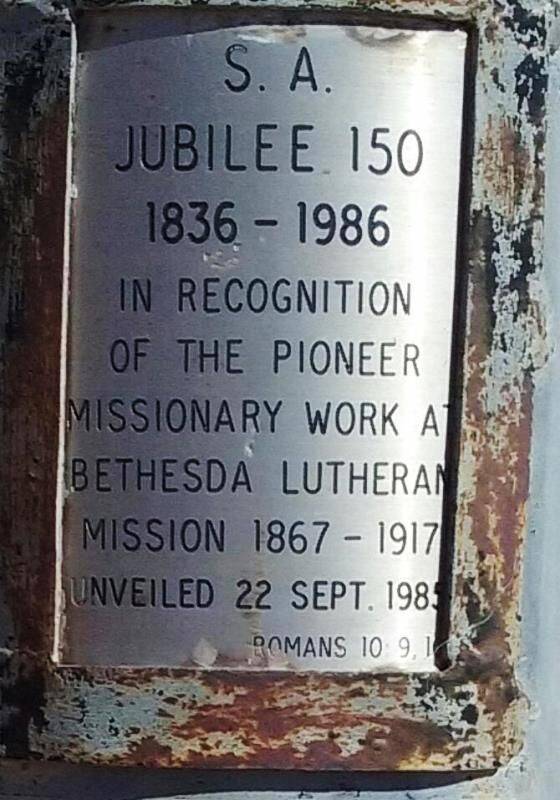 S. A.
JUBILEE 150
1836 - 1986
IN RECOGNITION
OF THE PIONEER
MISSIONARY WORK AT
BETHESDA LUTHERAN
MISSION 1867 - 1917
UNVEILED 22 SEPT. 1985
ROMANS 10: 9,